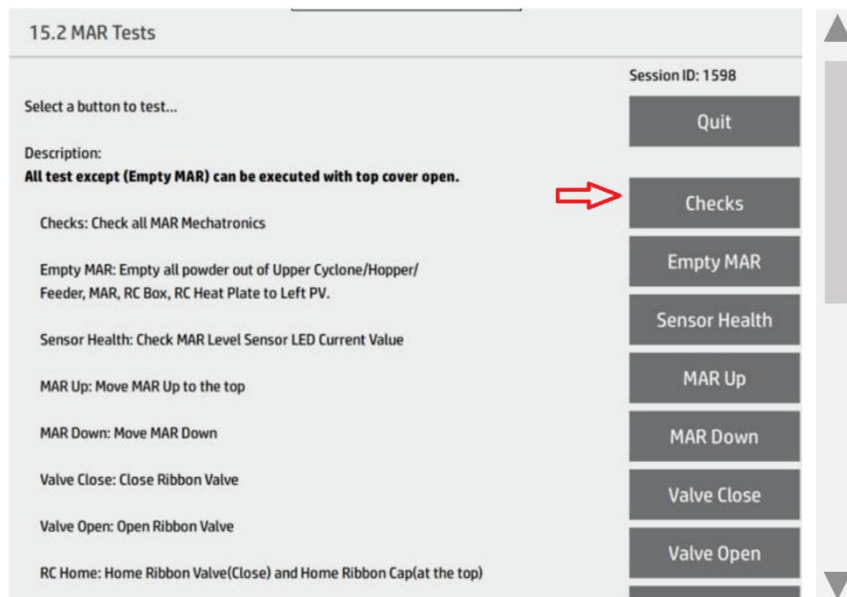 15.2 MAR Tests
Session ID: 1598
Select a button to test...
Quit
Description:
All test except (Empty MAR) can be executed with top cover open.
Checks
Checks: Check all MAR Mechatronics
Empty MAR
Empty MAR: Empty all powder out of Upper Cyclone/Hopper/
Feeder, MAR, RC Box, RC Heat Plate to Left PV.
Sensor Health
Sensor Health: Check MAR Level Sensor LED Current Value
MAR Up
MAR Up: Move MAR Up to the top
MAR Down
MAR Down: Move MAR Down
Valve Close
Valve Close: Close Ribbon Valve
Valve Open
Valve Open: Open Ribbon Valve
RC Home: Home Ribbon Valve(Close) and Home Ribbon Cap(at the top)